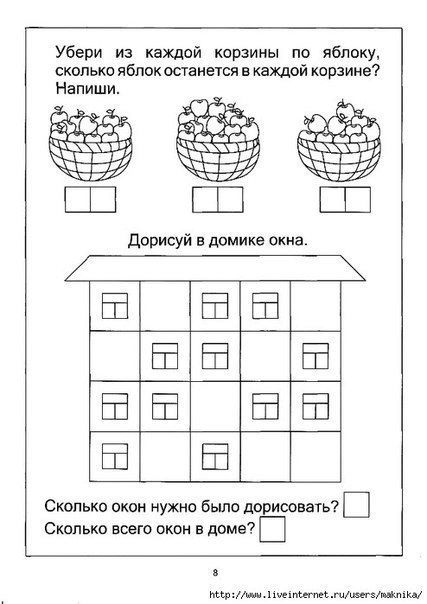 Убери из каждой корзины по яблоку,
сколько яблок останется в каждой корзине?
Напиши.
Дорисуй в домике окна.
Сколько окон нужно было дорисовать?
Сколько всего окон в доме?
8
http://www.liveinternet.ru/users/maknika/